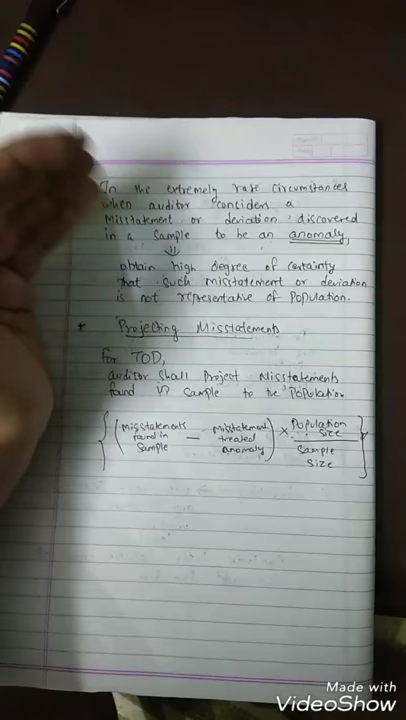 In the extremely rare circumstances
when auditor considers a
Misstatement or deviation discovered
in a sample to be an anomaly,
⇓
obtain high degree of certainty
that such misstatement or deviation
is not representative of Population.
* Projecting Misstatements
for TOD,
auditor shall Project Misstatements
found in sample to the Population
{(Misstatements found in Sample — Misstatement treated anomaly) × Population Size / Sample Size}
Made with
VideoShow